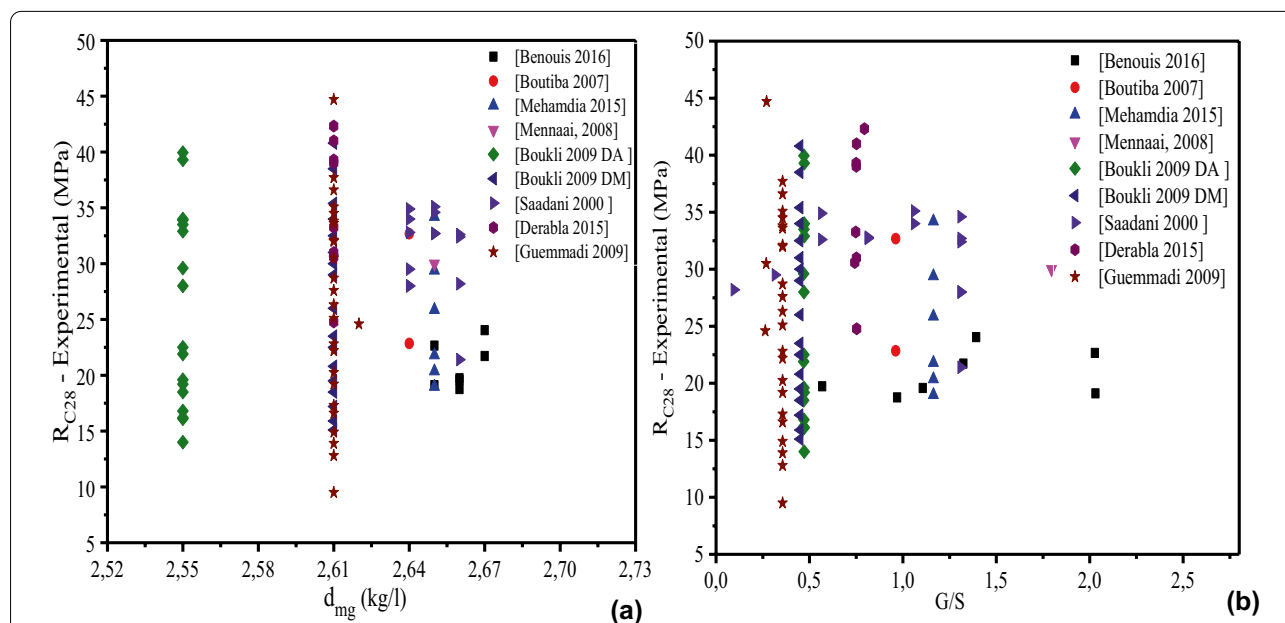 50
45
40
35
30
25
20
15
10
5
R_C28 - Experimental (MPa)
2,52 2,55 2,58 2,61 2,64 2,67 2,70 2,73
d_mg (kg/l)
(a)
[Benouis 2016]
[Boutiba 2007]
[Mehamdia 2015]
[Mennaai, 2008]
[Boukli 2009 DA ]
[Boukli 2009 DM]
[Saadani 2000 ]
[Derabla 2015]
[Guemmadi 2009]
50
45
40
35
30
25
20
15
10
5
R_C28 - Experimental (MPa)
0,0 0,5 1,0 1,5 2,0 2,5
G/S
(b)
[Benouis 2016]
[Boutiba 2007]
[Mehamdia 2015]
[Mennaai, 2008]
[Boukli 2009 DA ]
[Boukli 2009 DM]
[Saadani 2000 ]
[Derabla 2015]
[Guemmadi 2009]